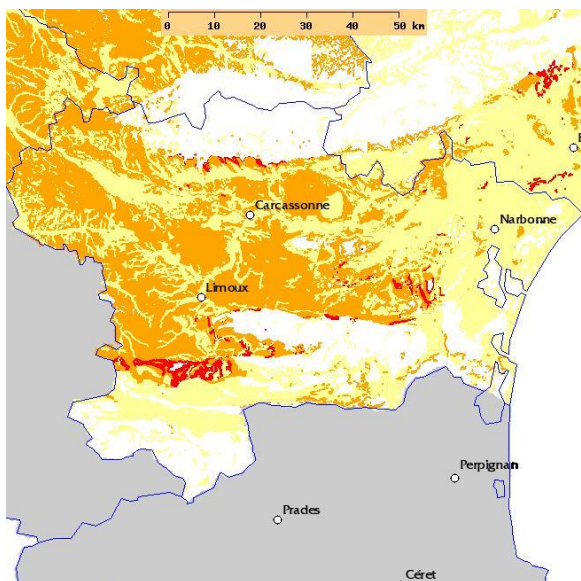 0 10 20 30 40 50 km
B
Carcassonne
Narbonne
Limoux
Perpignan
Prades
Céret